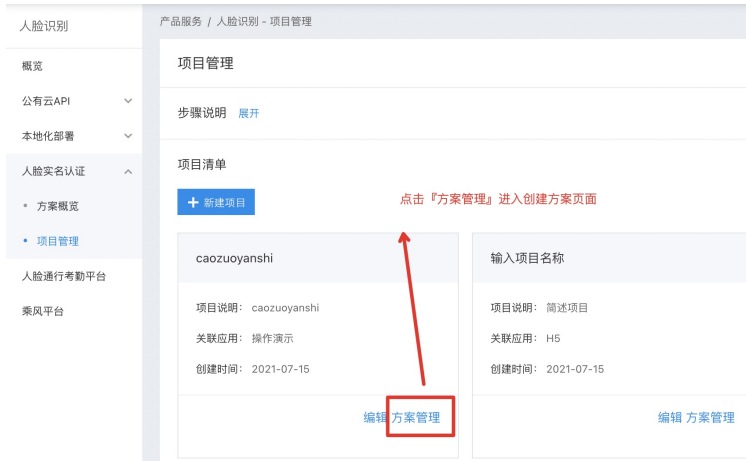 人脸识别
产品服务 / 人脸识别 - 项目管理
概览
公有云API
本地化部署
人脸实名认证
• 方案概览
• 项目管理
人脸通行考勤平台
乘风平台
项目管理
步骤说明 展开
项目清单
+ 新建项目
点击『方案管理』进入创建方案页面
caozuoyanshi
项目说明： caozuoyanshi
关联应用： 操作演示
创建时间： 2021-07-15
编辑 方案管理
输入项目名称
项目说明： 简述项目
关联应用： H5
创建时间： 2021-07-15
编辑 方案管理